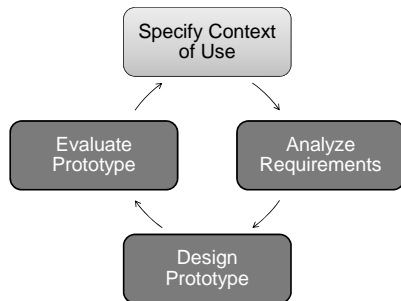 Specify Context
of Use
Evaluate
Prototype
Analyze
Requirements
Design
Prototype